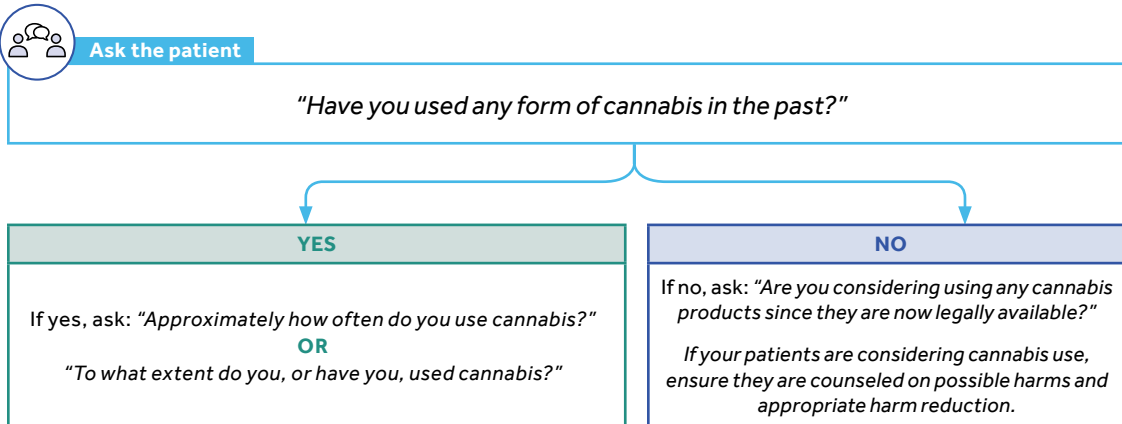 Ask the patient
“Have you used any form of cannabis in the past?”
YES
If yes, ask: “Approximately how often do you use cannabis?”
OR
“To what extent do you, or have you, used cannabis?”
NO
If no, ask: “Are you considering using any cannabis
products since they are now legally available?”
If your patients are considering cannabis use,
ensure they are counseled on possible harms and
appropriate harm reduction.